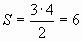 S = 3·4/2 = 6